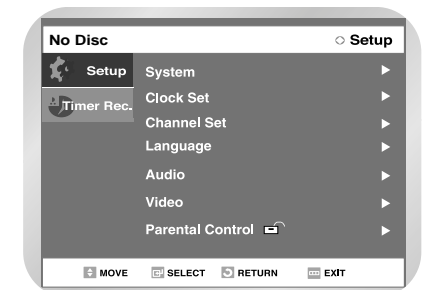 No Disc Setup
Setup System
Clock Set
Timer Rec.
Channel Set
Language
Audio
Video
Parental Control
MOVE SELECT RETURN EXIT